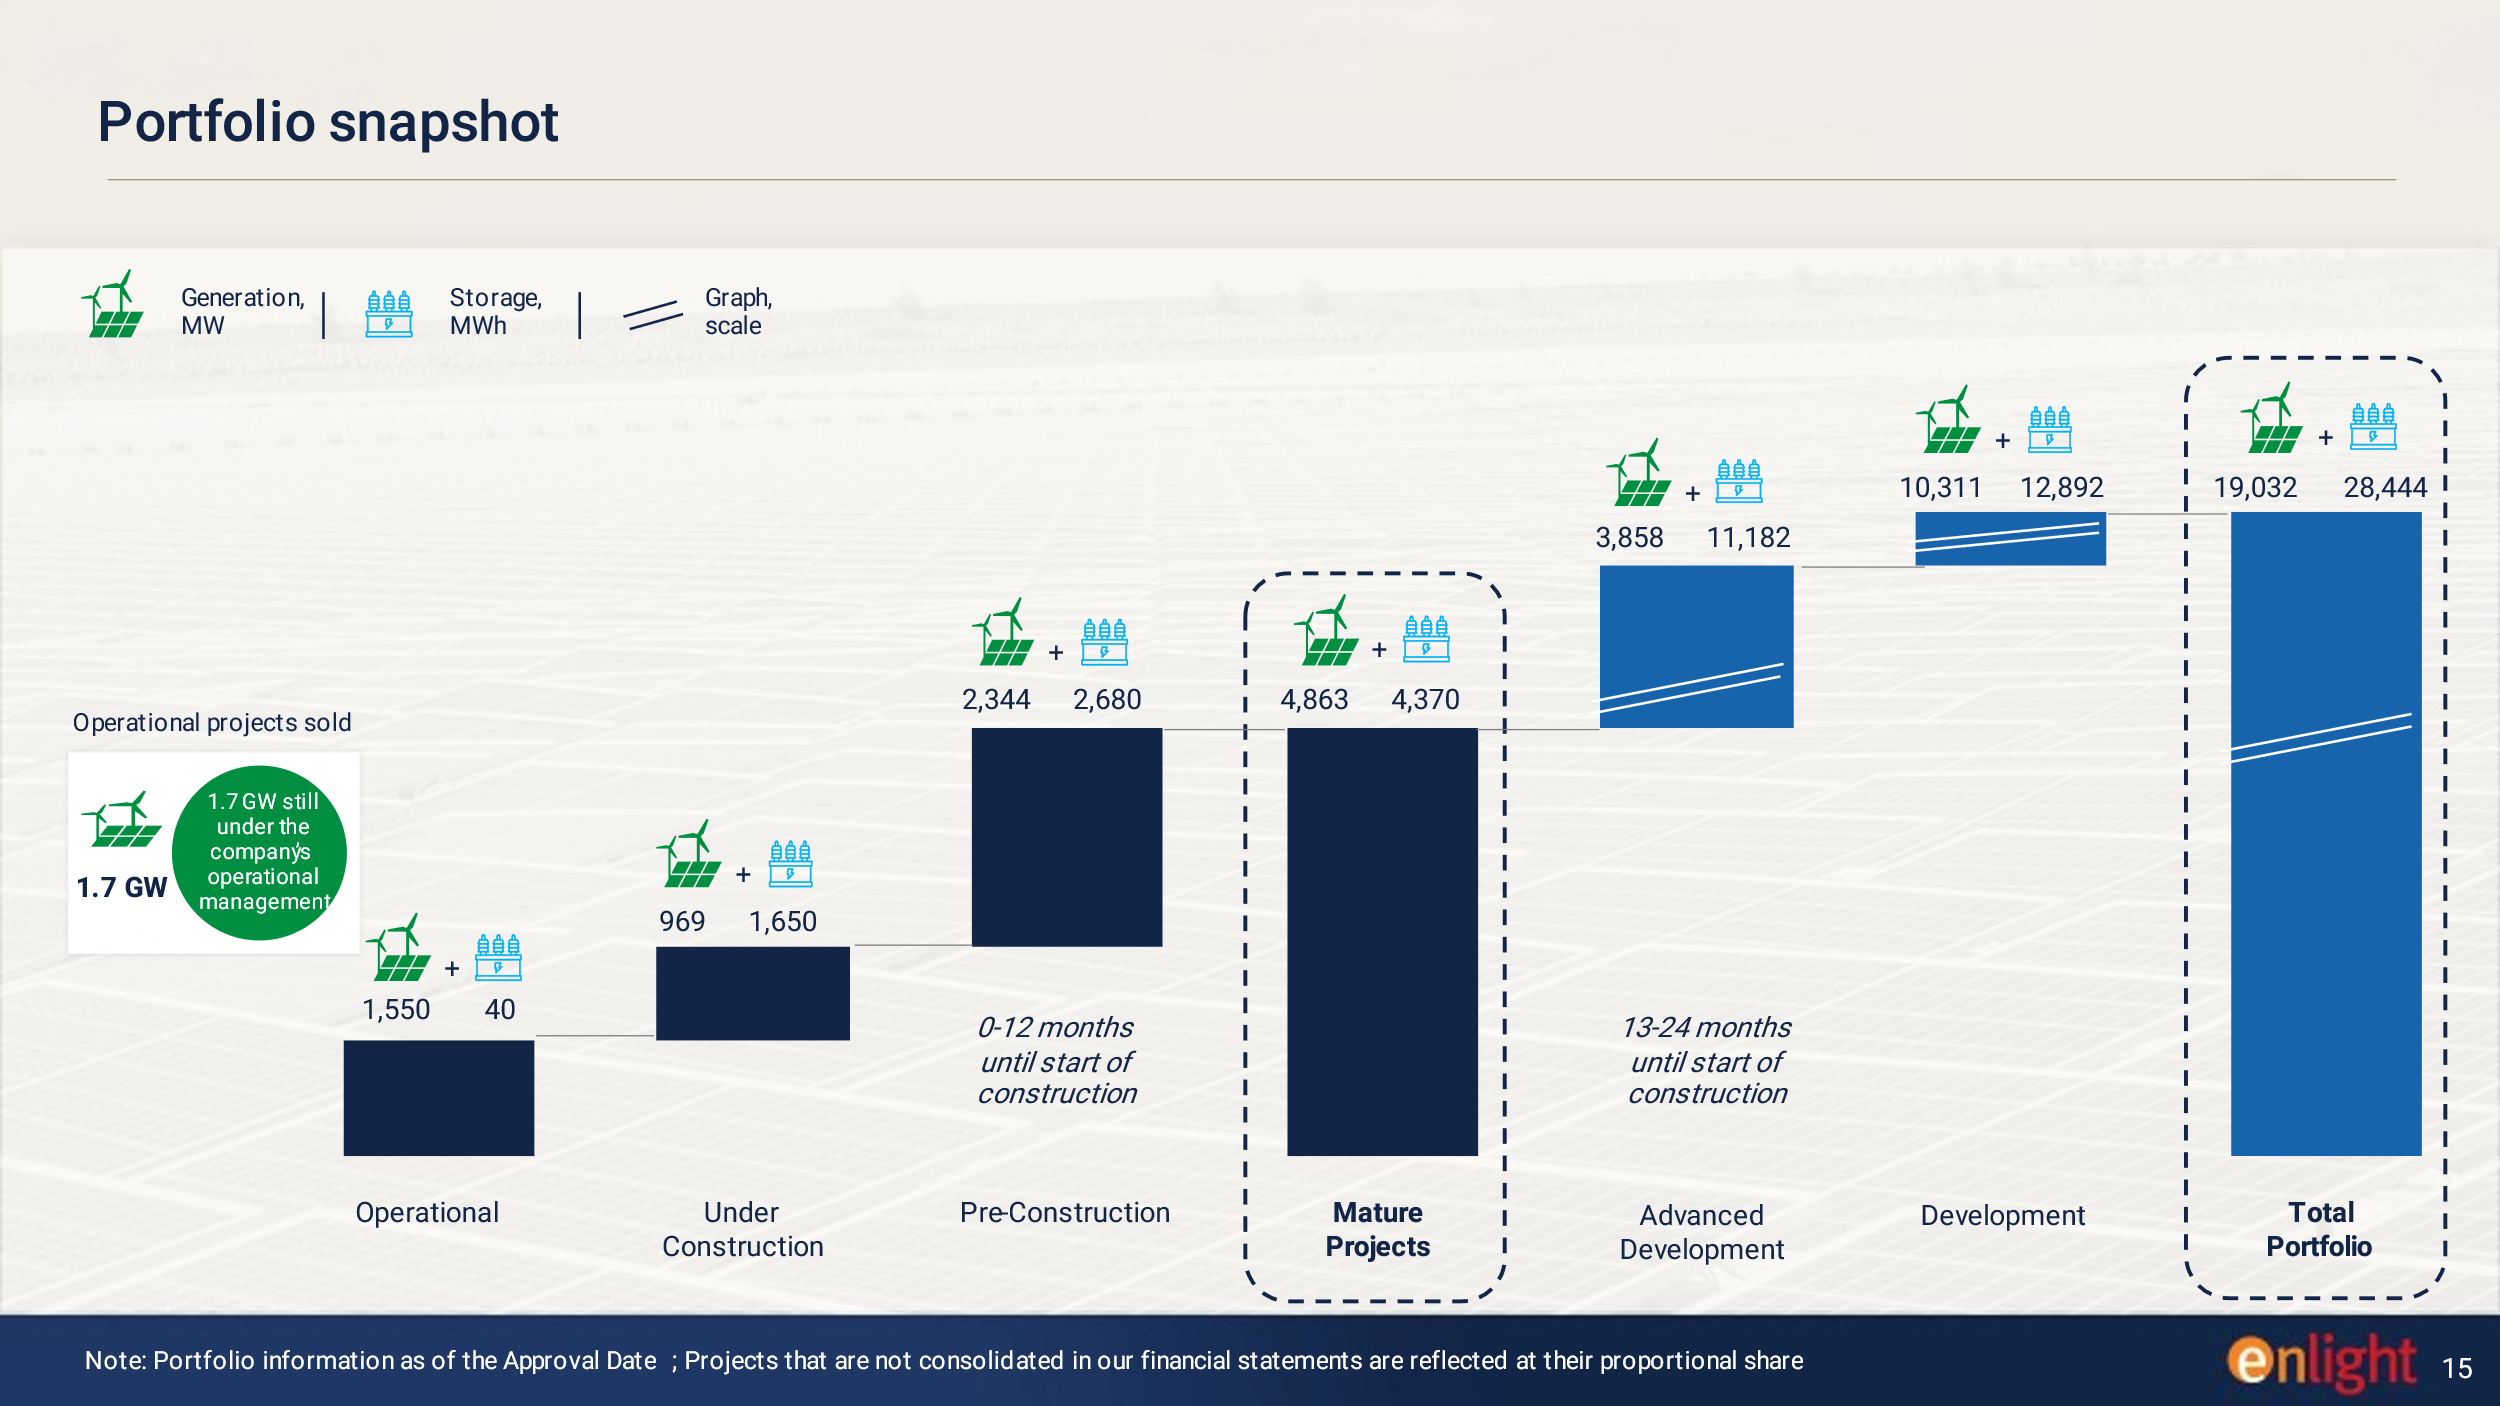 Portfolio snapshot
Generation,
MW
Storage,
MWh
Graph,
scale
Operational projects sold
1.7 GW
1.7 GW still
under the
company's
operational
management
+
1,550 40
+
969 1,650
+
2,344 2,680
+
4,863 4,370
+
3,858 11,182
+
10,311 12,892
+
19,032 28,444
0-12 months
until start of
construction
13-24 months
until start of
construction
Operational
Under
Construction
Pre-Construction
Mature
Projects
Advanced
Development
Development
Total
Portfolio
Note: Portfolio information as of the Approval Date ; Projects that are not consolidated in our financial statements are reflected at their proportional share
enlight
15